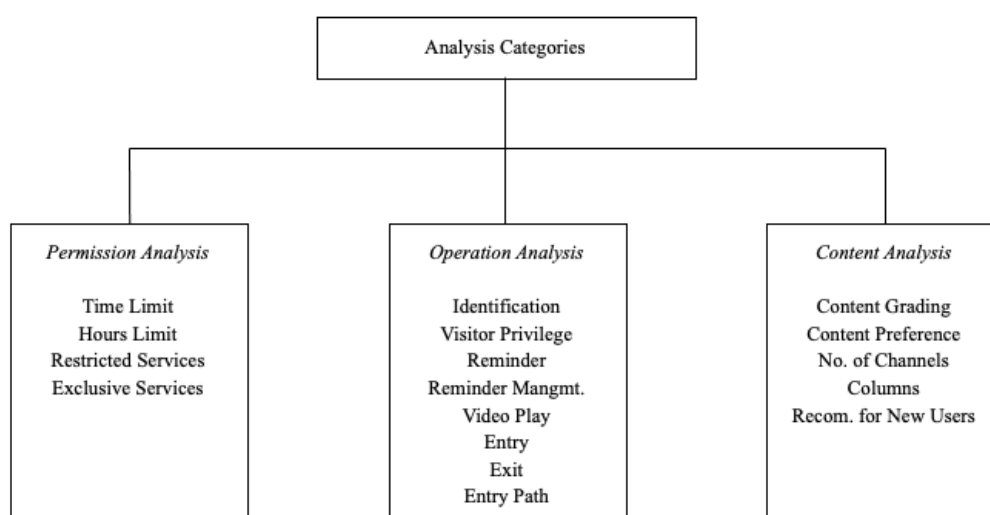 Analysis Categories
Permission Analysis
Time Limit
Hours Limit
Restricted Services
Exclusive Services
Operation Analysis
Identification
Visitor Privilege
Reminder
Reminder Mangmt.
Video Play
Entry
Exit
Entry Path
Content Analysis
Content Grading
Content Preference
No. of Channels
Columns
Recom. for New Users